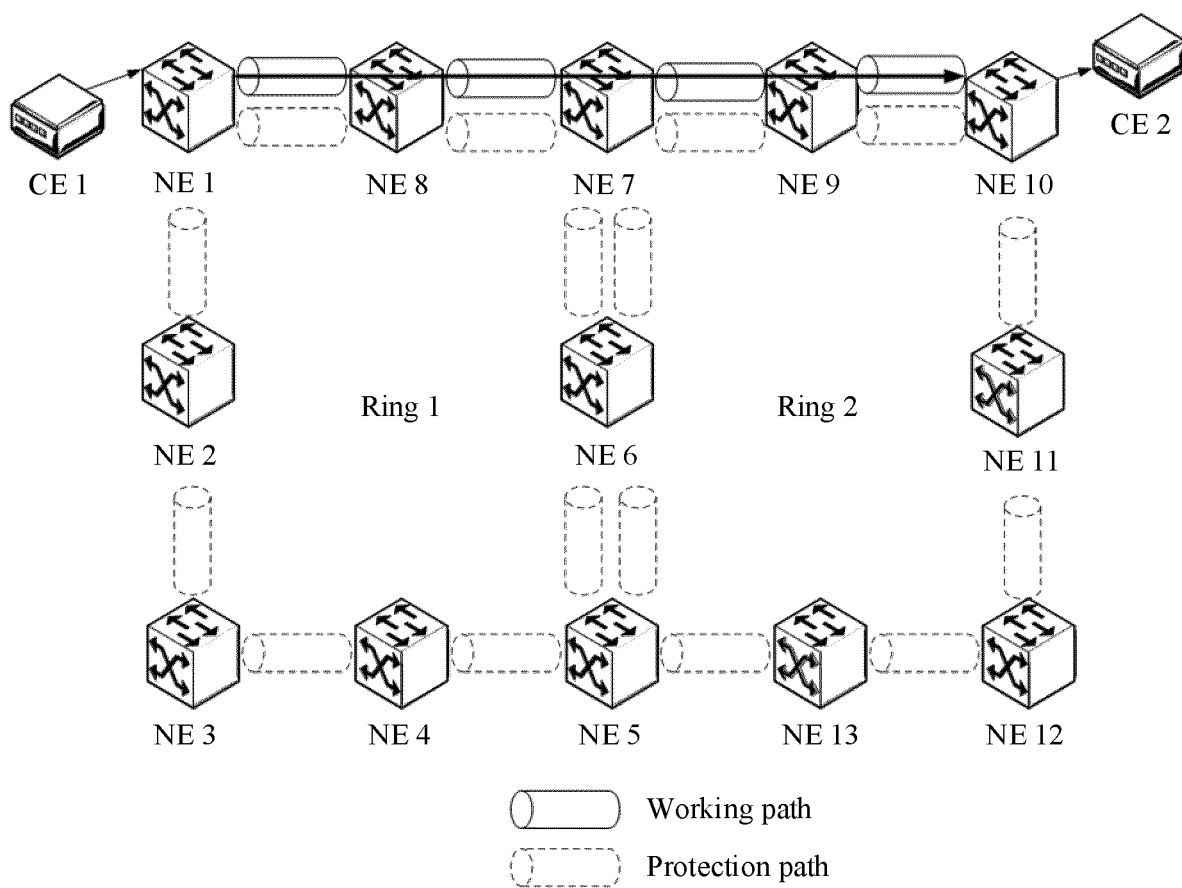 CE 1
NE 1
NE 8
NE 7
NE 9
NE 10
CE 2
NE 2
Ring 1
NE 6
Ring 2
NE 11
NE 3
NE 4
NE 5
NE 13
NE 12
Working path
Protection path